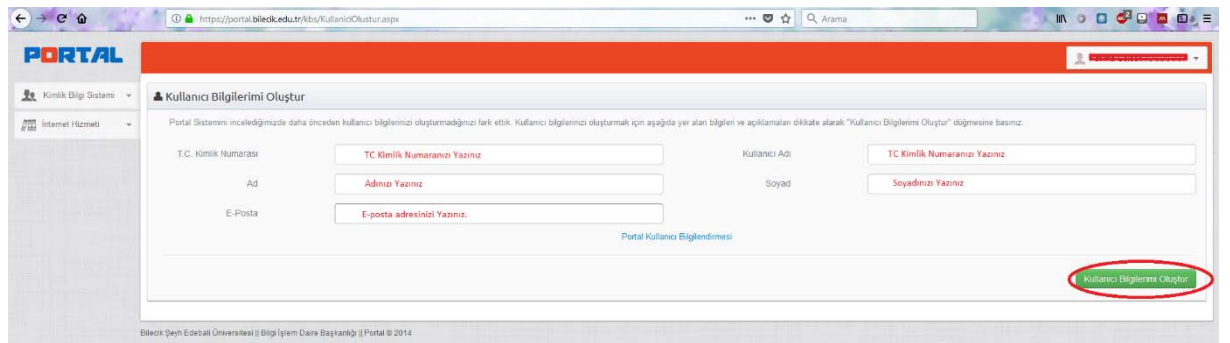 https://portal.bilecik.edu.tr/kbs/KullaniciOlustur.aspx
Arama
PORTAL
Kimlik Bilgi Sistemi
İnternet Hizmeti
Kullanıcı Bilgilerimi Oluştur
Portal Sistemini incelediğimizde daha önceden kullanıcı bilgilerinizi oluşturmadığınızı fark ettik. Kullanıcı bilgilerinizi oluşturmak için aşağıda yer alan bilgileri ve açıklamaları dikkate alarak "Kullanıcı Bilgilerimi Oluştur" düğmesine basınız.
T.C. Kimlik Numarası TC Kimlik Numaranızı Yazınız Kullanıcı Adı TC Kimlik Numaranızı Yazınız
Ad Adınızı Yazınız Soyad Soyadınızı Yazınız
E-Posta E-posta adresinizi Yazınız.
Portal Kullanıcı Bilgilendirmesi
Kullanıcı Bilgilerimi Oluştur
Bilecik Şeyh Edebali Üniversitesi || Bilgi İşlem Daire Başkanlığı || Portal © 2014